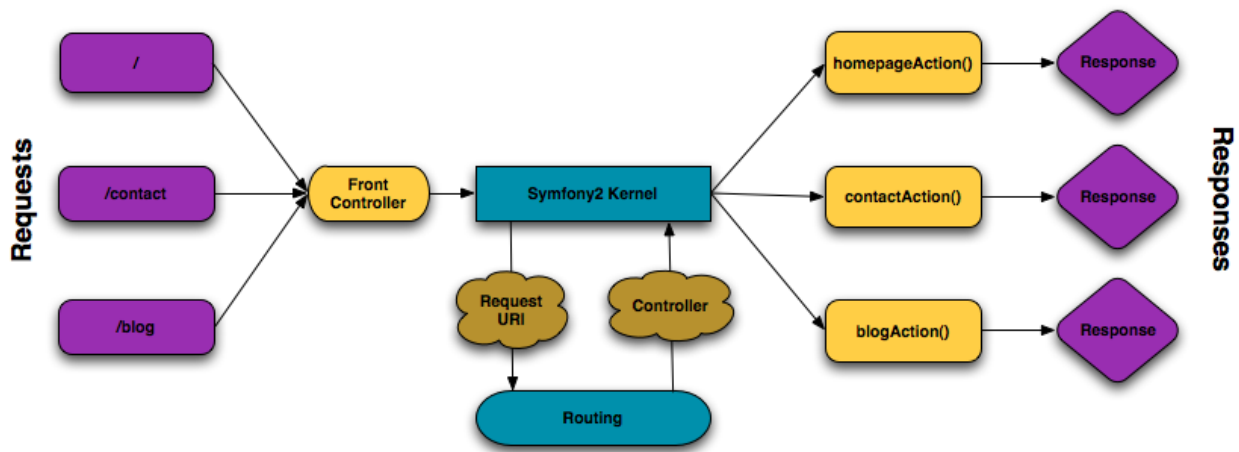 Requests
/
/contact
/blog
Front
Controller
Symfony2 Kernel
Request
URI
Controller
Routing
homepageAction()
contactAction()
blogAction()
Response
Response
Response
Responses